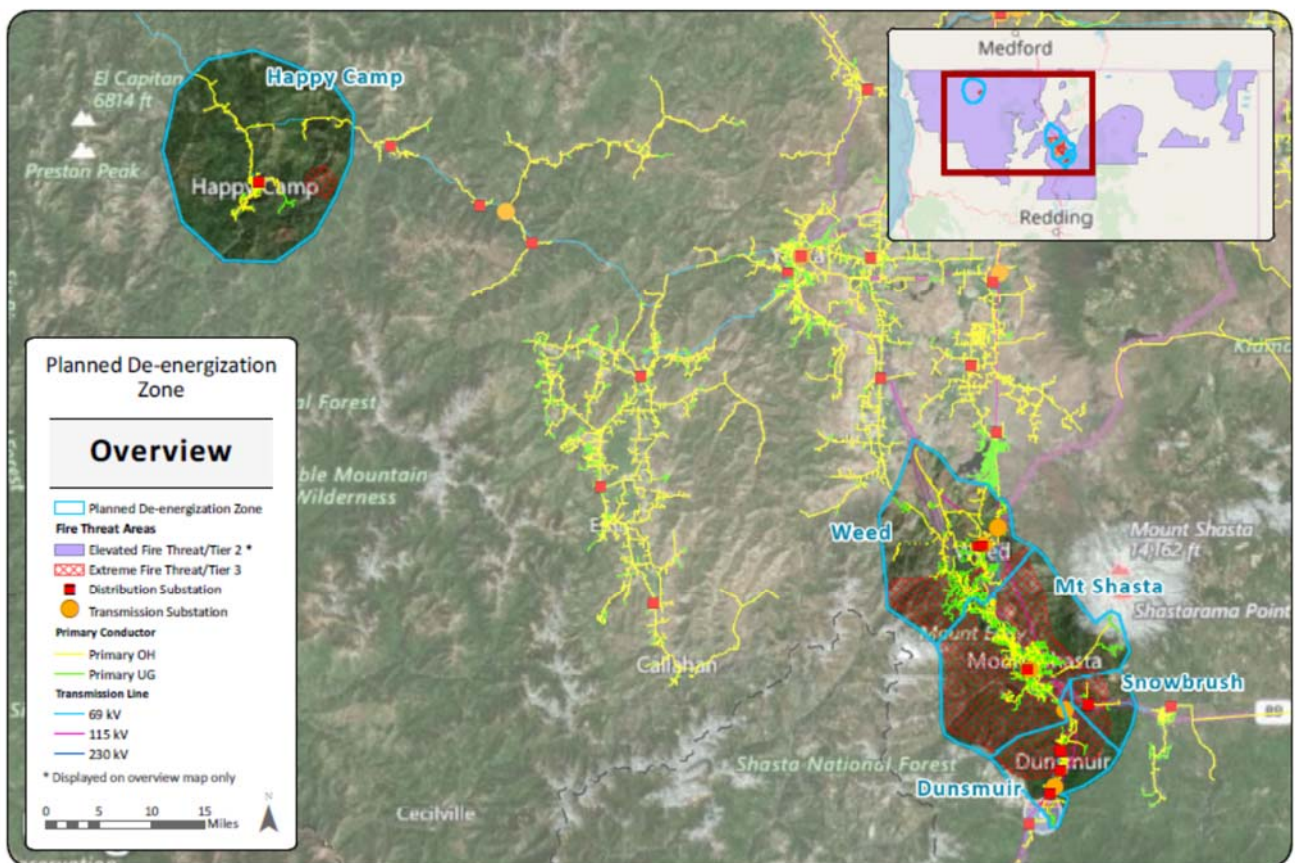 El Capitan
6814 ft
Happy Camp
Preston Peak
Happy Camp
Medford
Redding
Planned De-energization
Zone
Overview
Planned De-energization Zone
Fire Threat Areas
Elevated Fire Threat/Tier 2 *
Extreme Fire Threat/Tier 3
Distribution Substation
Transmission Substation
Primary Conductor
Primary OH
Primary UG
Transmission Line
69 kV
115 kV
230 kV
* Displayed on overview map only
N
0 5 10 15
Miles
al Forest
ble Mountain
Wilderness
Weed
Mount Shasta
14,162 ft
Mt Shasta
Shastarama Point
Callahan
Snowbrush
89
Shasta National Forest
Dunsmuir
Dunsmuir
Cecilville